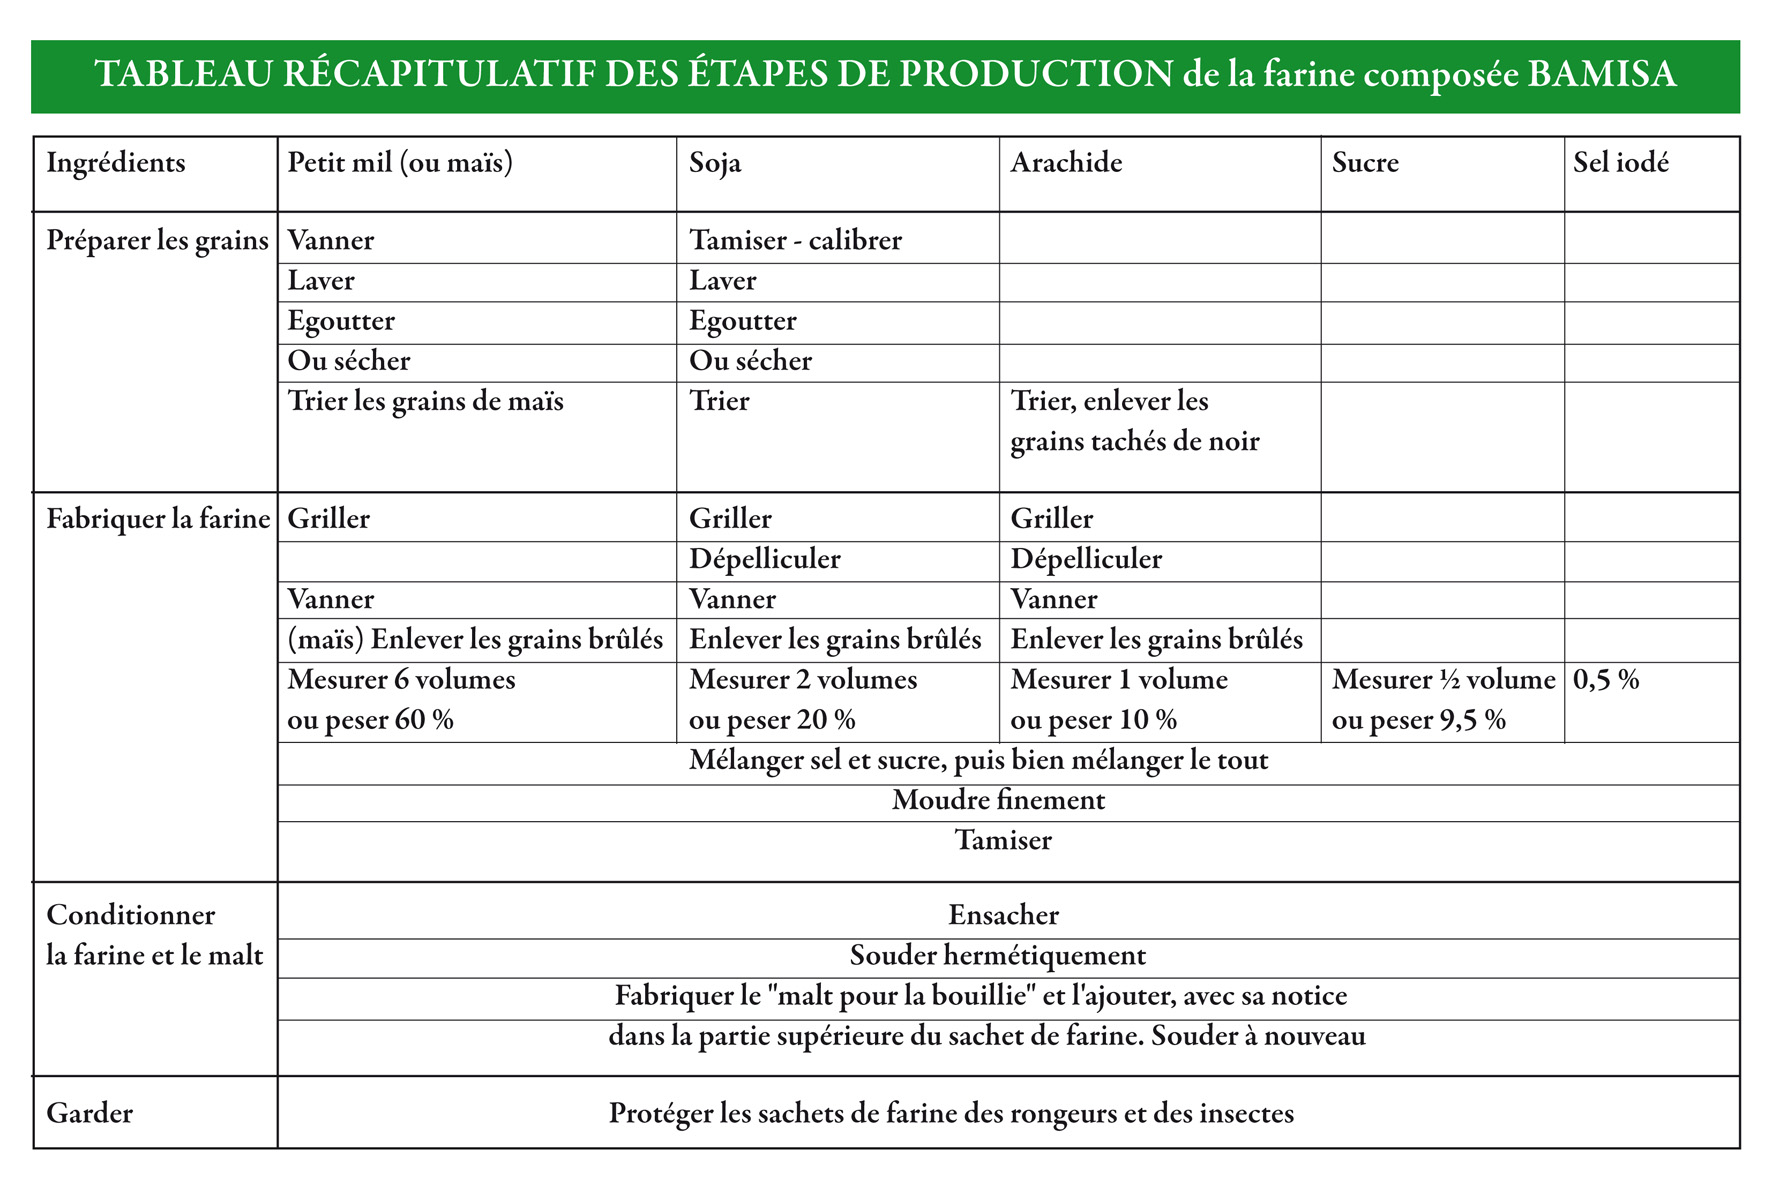 TABLEAU RÉCAPITULATIF DES ÉTAPES DE PRODUCTION de la farine composée BAMISA
Ingrédients Petit mil (ou maïs) Soja Arachide Sucre Sel iodé
Préparer les grains Vanner Tamiser - calibrer
Laver Laver
Egoutter Egoutter
Ou sécher Ou sécher
Trier les grains de maïs Trier Trier, enlever les
grains tachés de noir
Fabriquer la farine Griller Griller Griller
Dépelliculer Dépelliculer
Vanner Vanner Vanner
(maïs) Enlever les grains brûlés Enlever les grains brûlés Enlever les grains brûlés
Mesurer 6 volumes Mesurer 2 volumes Mesurer 1 volume Mesurer ½ volume 0,5 %
ou peser 60 % ou peser 20 % ou peser 10 % ou peser 9,5 %
Mélanger sel et sucre, puis bien mélanger le tout
Moudre finement
Tamiser
Conditionner Ensacher
la farine et le malt Souder hermétiquement
Fabriquer le "malt pour la bouillie" et l'ajouter, avec sa notice
dans la partie supérieure du sachet de farine. Souder à nouveau
Garder Protéger les sachets de farine des rongeurs et des insectes